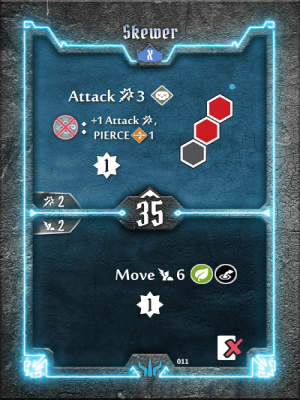 Skewer
X
Attack 3
+1 Attack,
PIERCE 1
1
2
35
2
Move 6
1
011